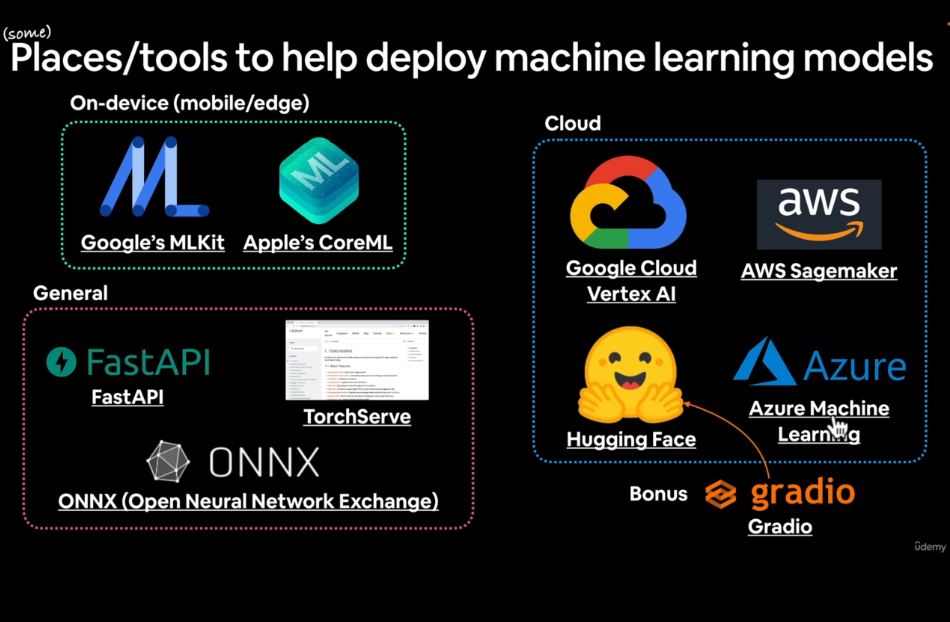 (some)
Places/tools to help deploy machine learning models
On-device (mobile/edge)
ML
Google's MLKit
Apple's CoreML
Cloud
Google Cloud
Vertex AI
aws
AWS Sagemaker
Hugging Face
Azure
Azure Machine
Learning
General
FastAPI
FastAPI
TorchServe
ONNX
ONNX (Open Neural Network Exchange)
Bonus
gradio
Gradio
ûdemy